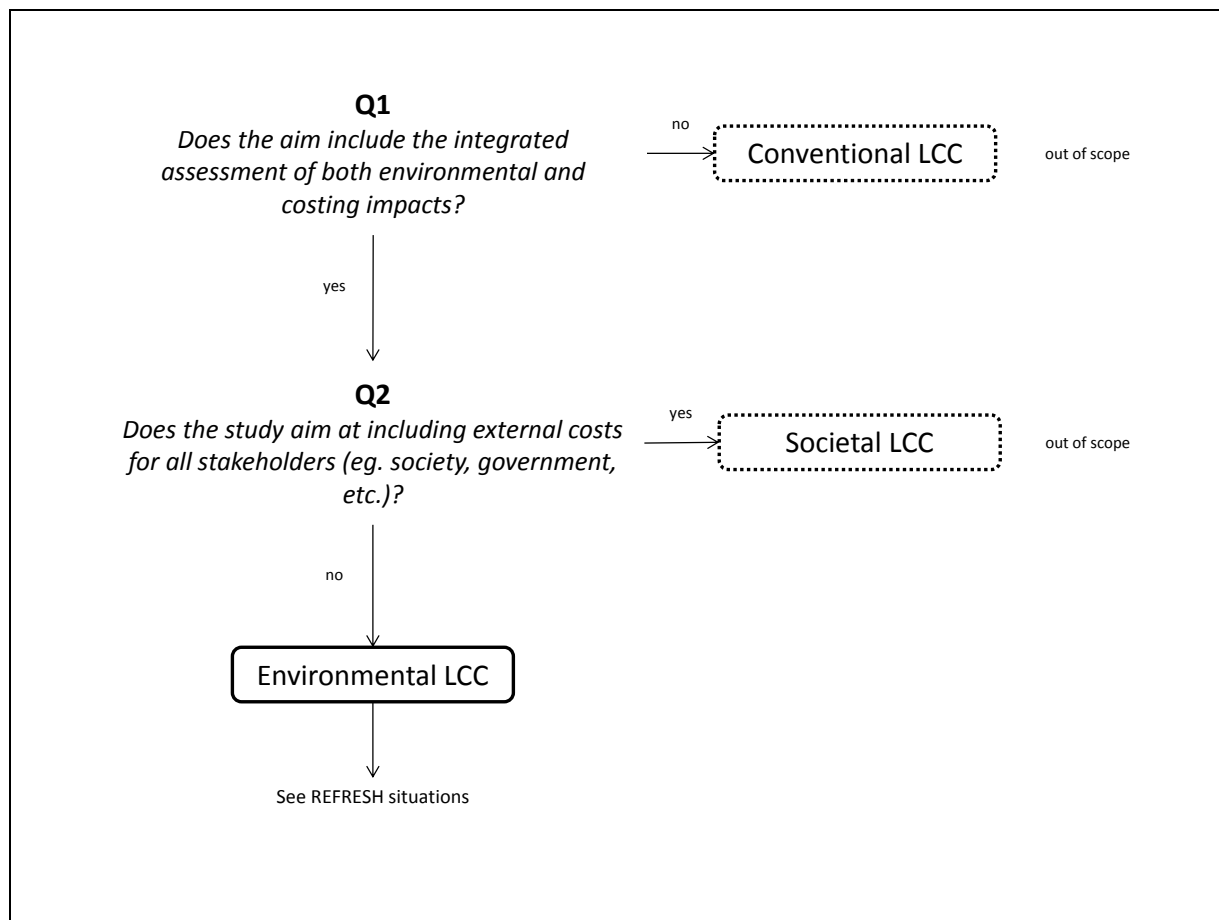 Q1
Does the aim include the integrated
assessment of both environmental and
costing impacts?
no
Conventional LCC
out of scope
yes
Q2
Does the study aim at including external costs
for all stakeholders (eg. society, government,
etc.)?
yes
Societal LCC
out of scope
no
Environmental LCC
See REFRESH situations